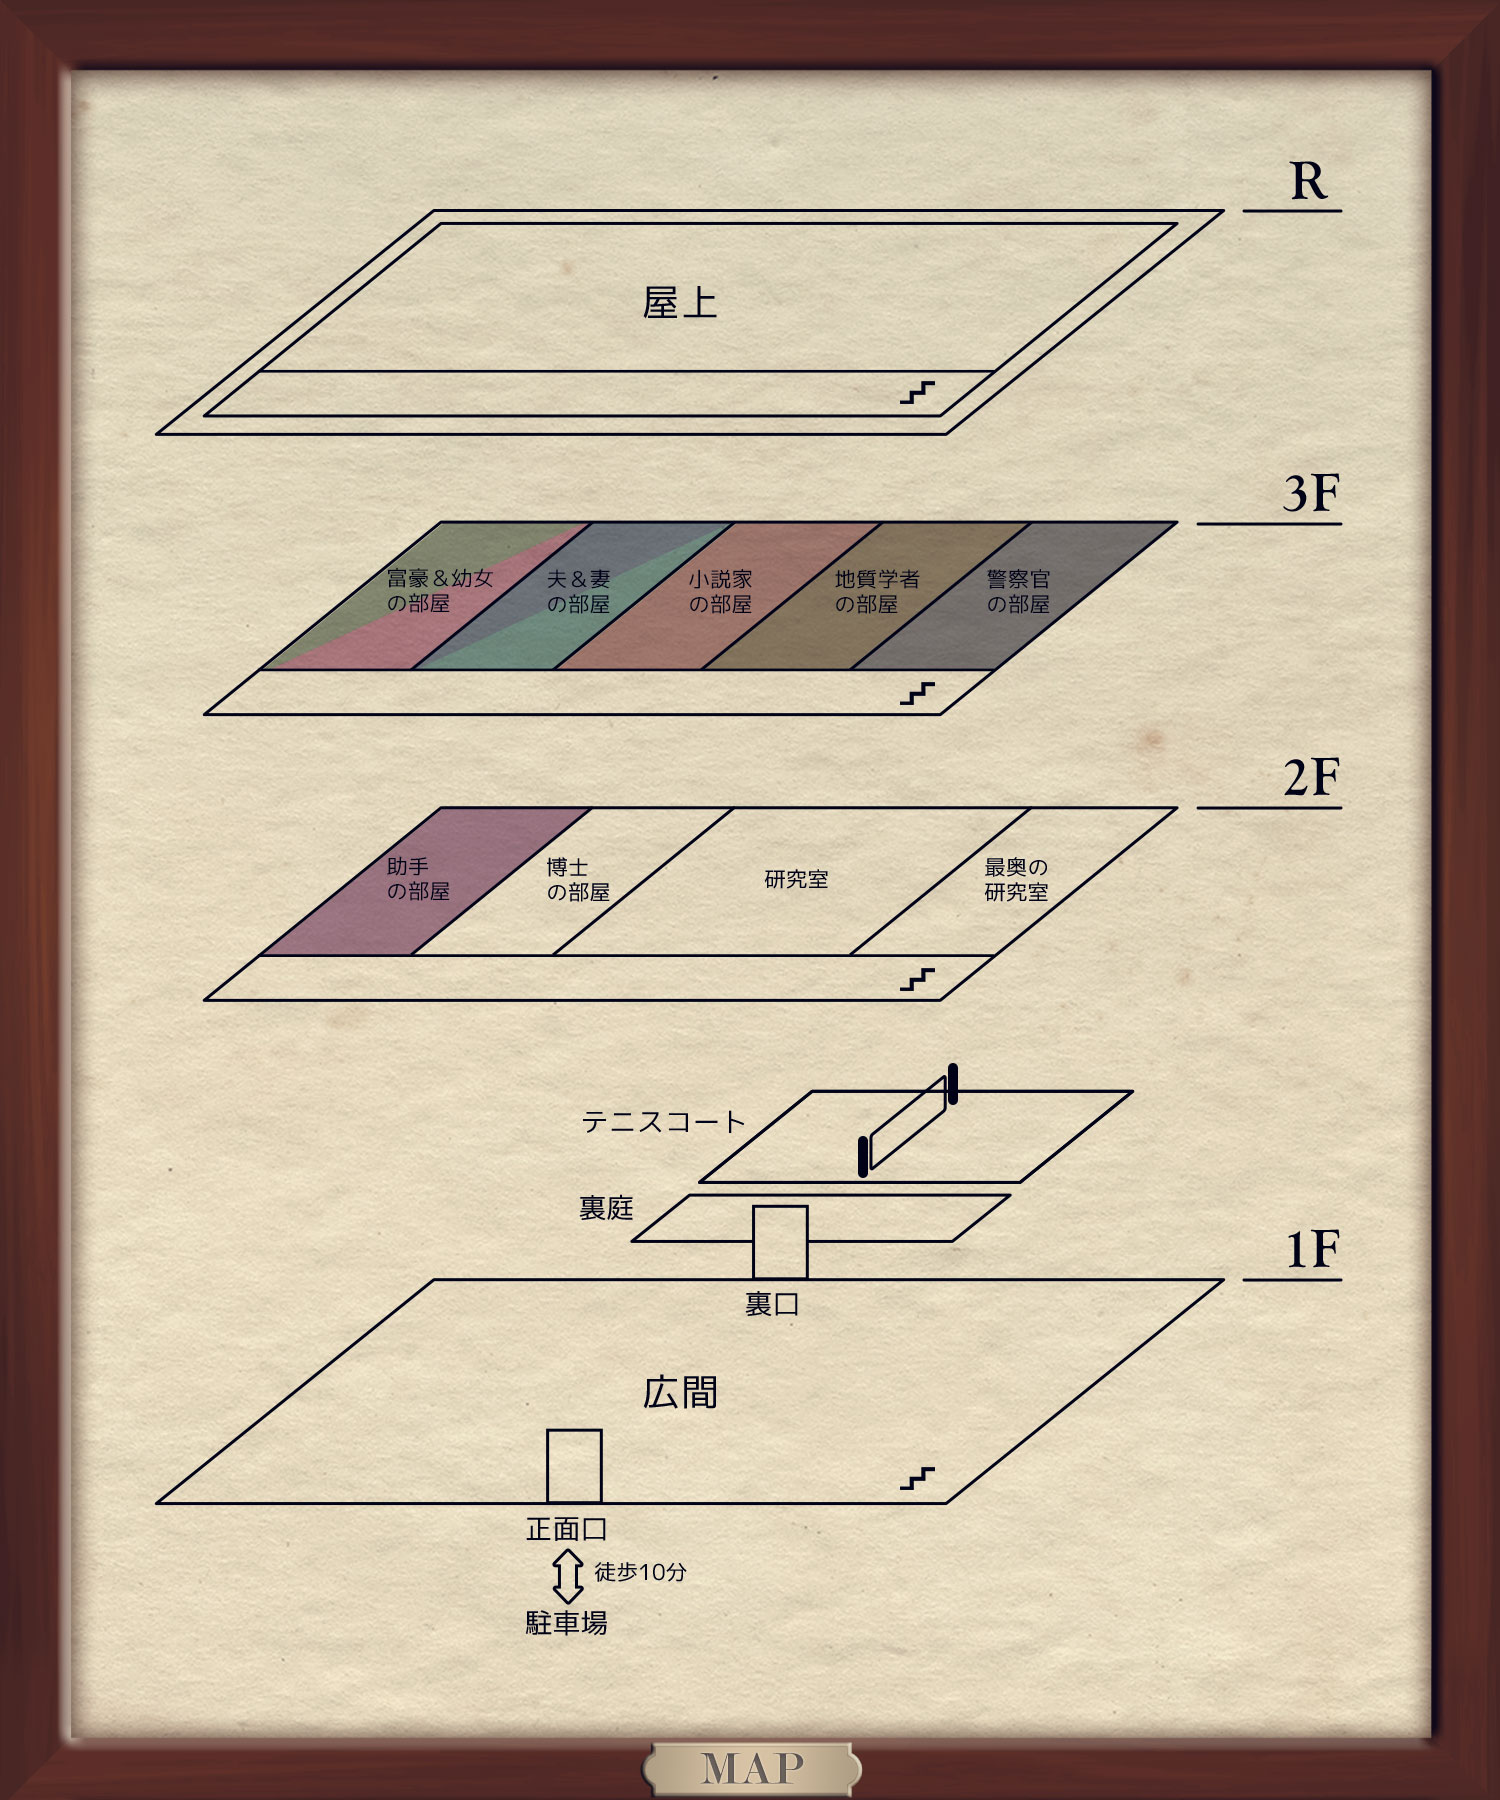 R
屋上
3F
富豪＆幼女
の部屋
夫＆妻
の部屋
小説家
の部屋
地質学者
の部屋
警察官
の部屋
2F
助手
の部屋
博士
の部屋
研究室
最奥の
研究室
テニスコート
裏庭
1F
裏口
広間
正面口
徒歩10分
駐車場
MAP